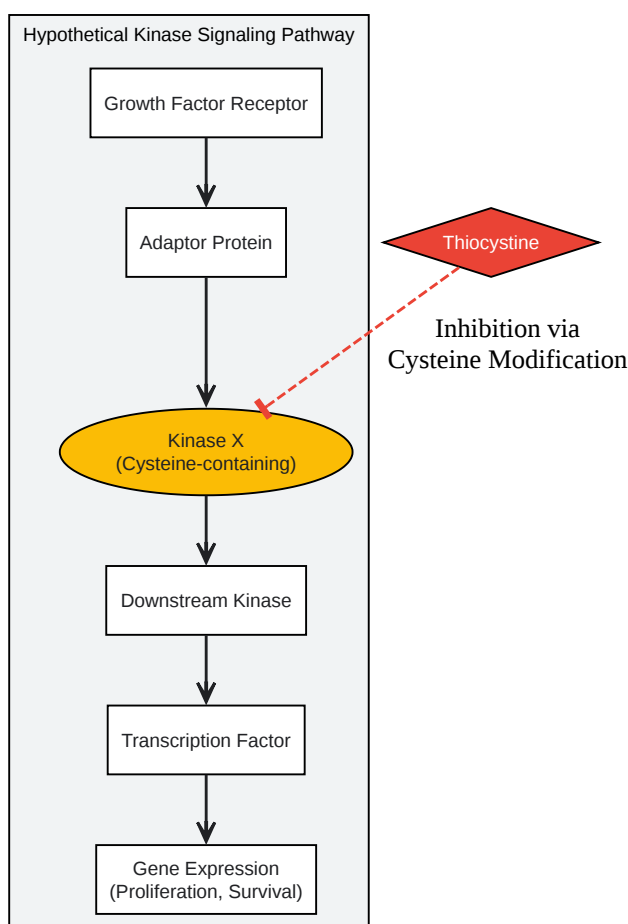 Hypothetical Kinase Signaling Pathway
Growth Factor Receptor
Adaptor Protein
Thiocystine
Inhibition via
Cysteine Modification
Kinase X
(Cysteine-containing)
Downstream Kinase
Transcription Factor
Gene Expression
(Proliferation, Survival)